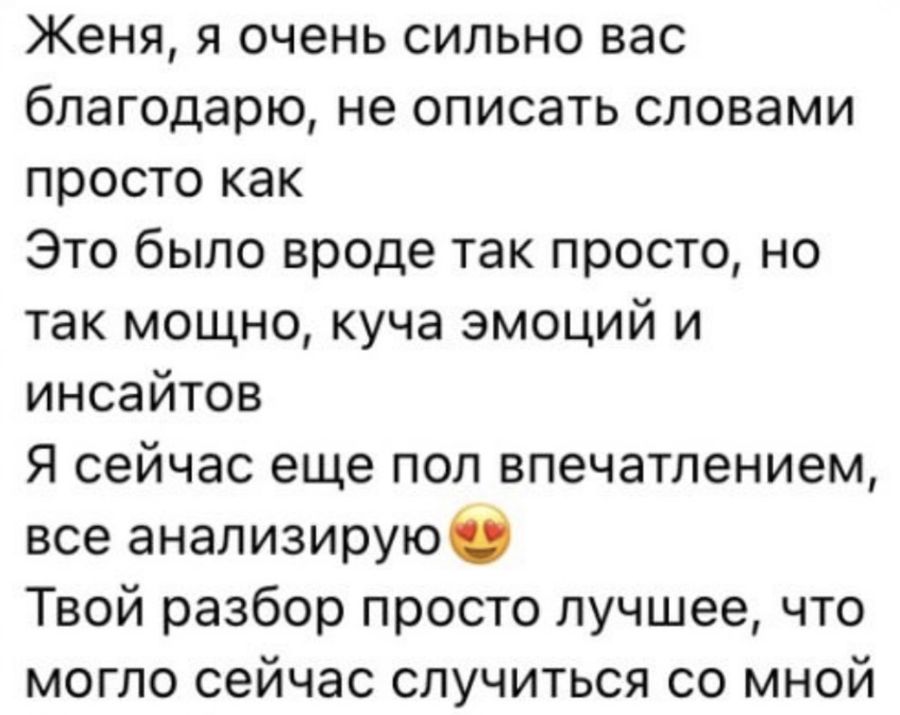 Женя, я очень сильно вас
благодарю, не описать словами
просто как
Это было вроде так просто, но
так мощно, куча эмоций и
инсайтов
Я сейчас еще пол впечатлением,
все анализирую😍
Твой разбор просто лучшее, что
могло сейчас случиться со мной